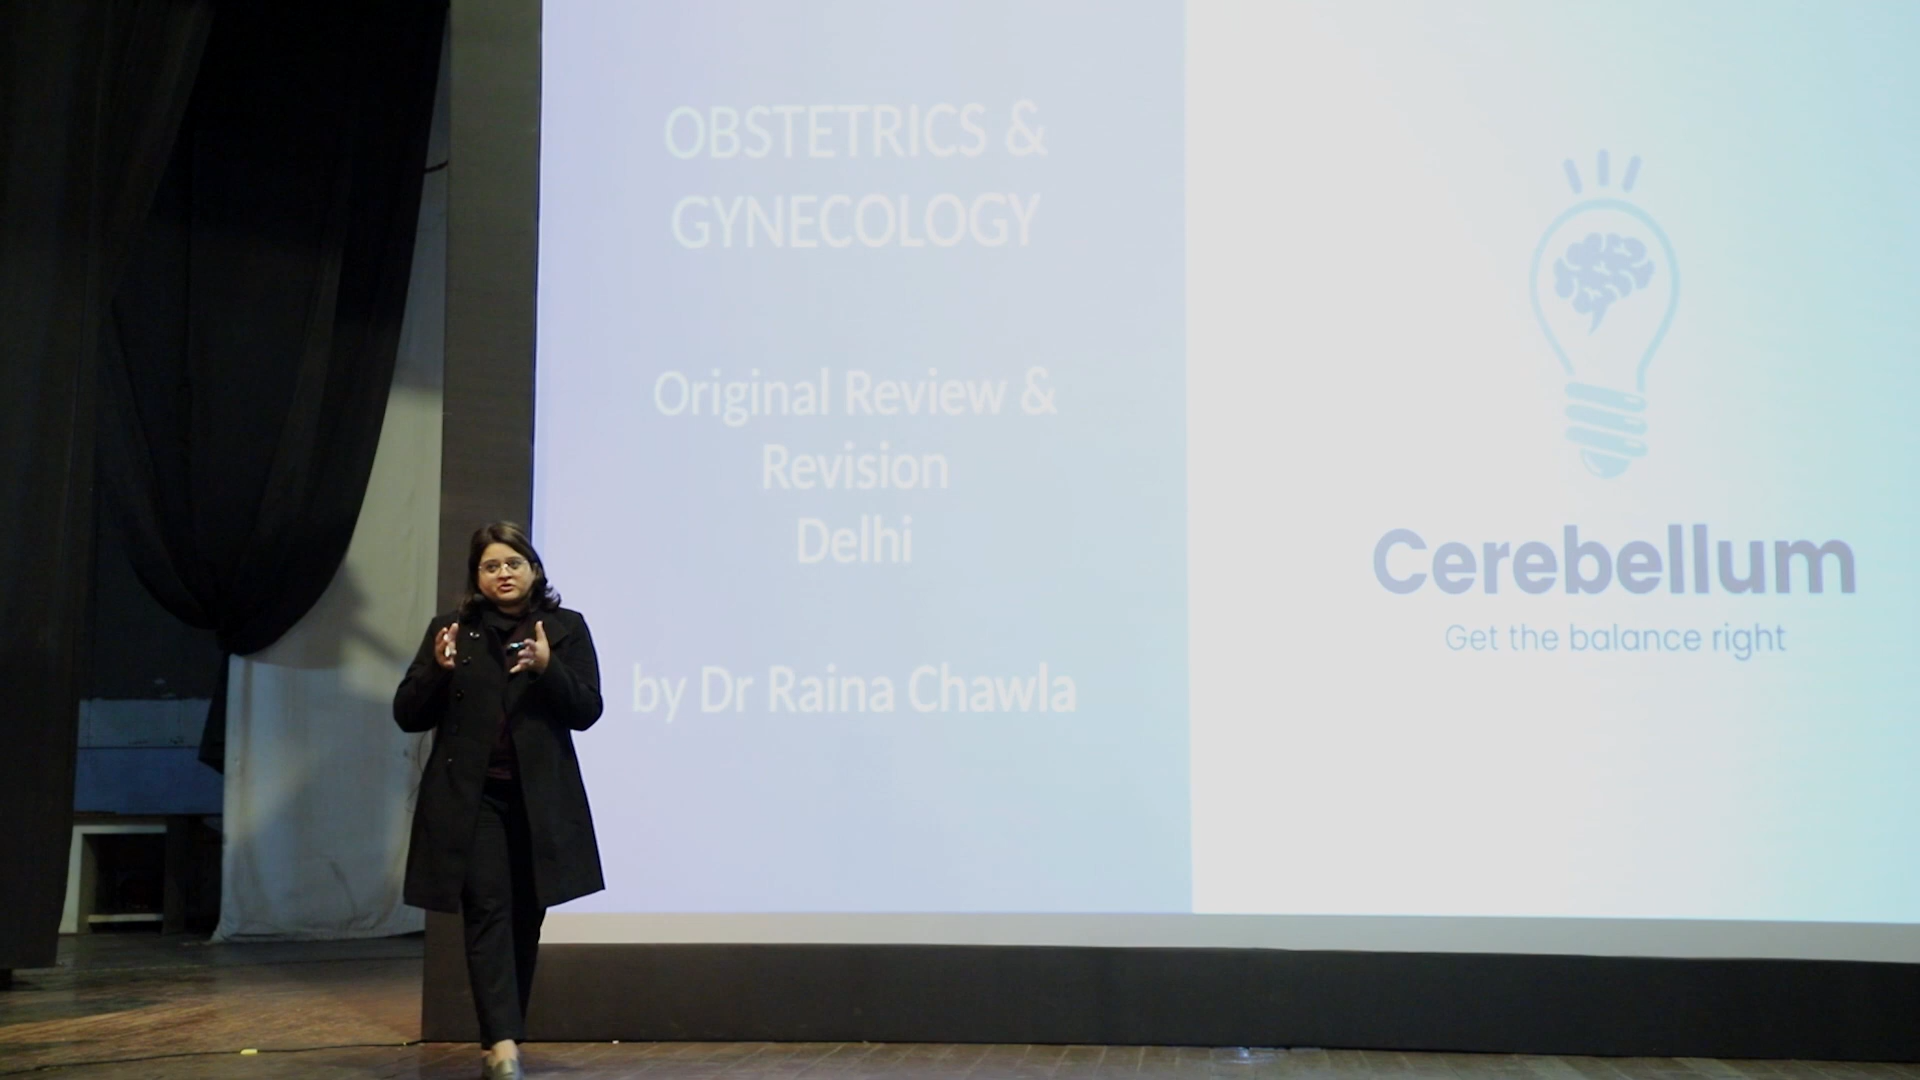 OBSTETRICS &
GYNECOLOGY
Original Review &
Revision
Delhi
by Dr Raina Chawla
Cerebellum
Get the balance right